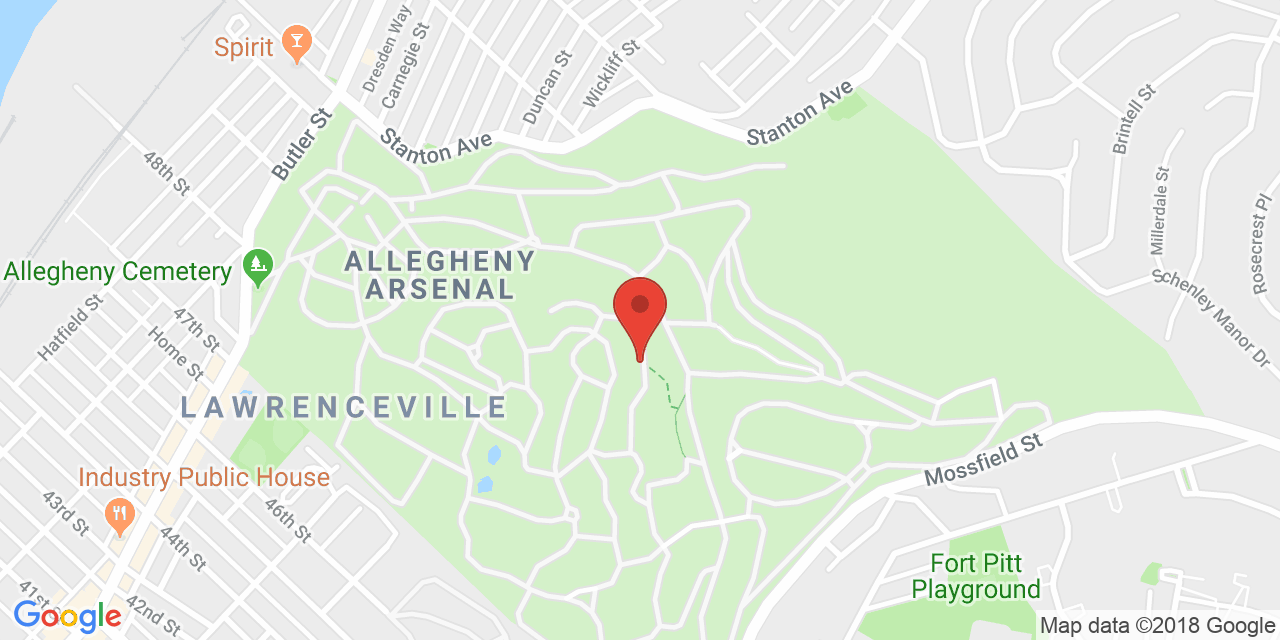 Spirit
Dresden Way
Carnegie St
Duncan St
Wickliff St
Stanton Ave
Stanton Ave
Butler St
48th St
Brintell St
Millerdale St
Rosecrest Pl
Schenley Manor Dr
Allegheny Cemetery
ALLEGHENY
ARSENAL
Hatfield St
47th St
Home St
LAWRENCEVILLE
Industry Public House
Mossfield St
43rd St
46th St
44th St
Fort Pitt
Playground
41st
42nd St
Google
Map data ©2018 Google